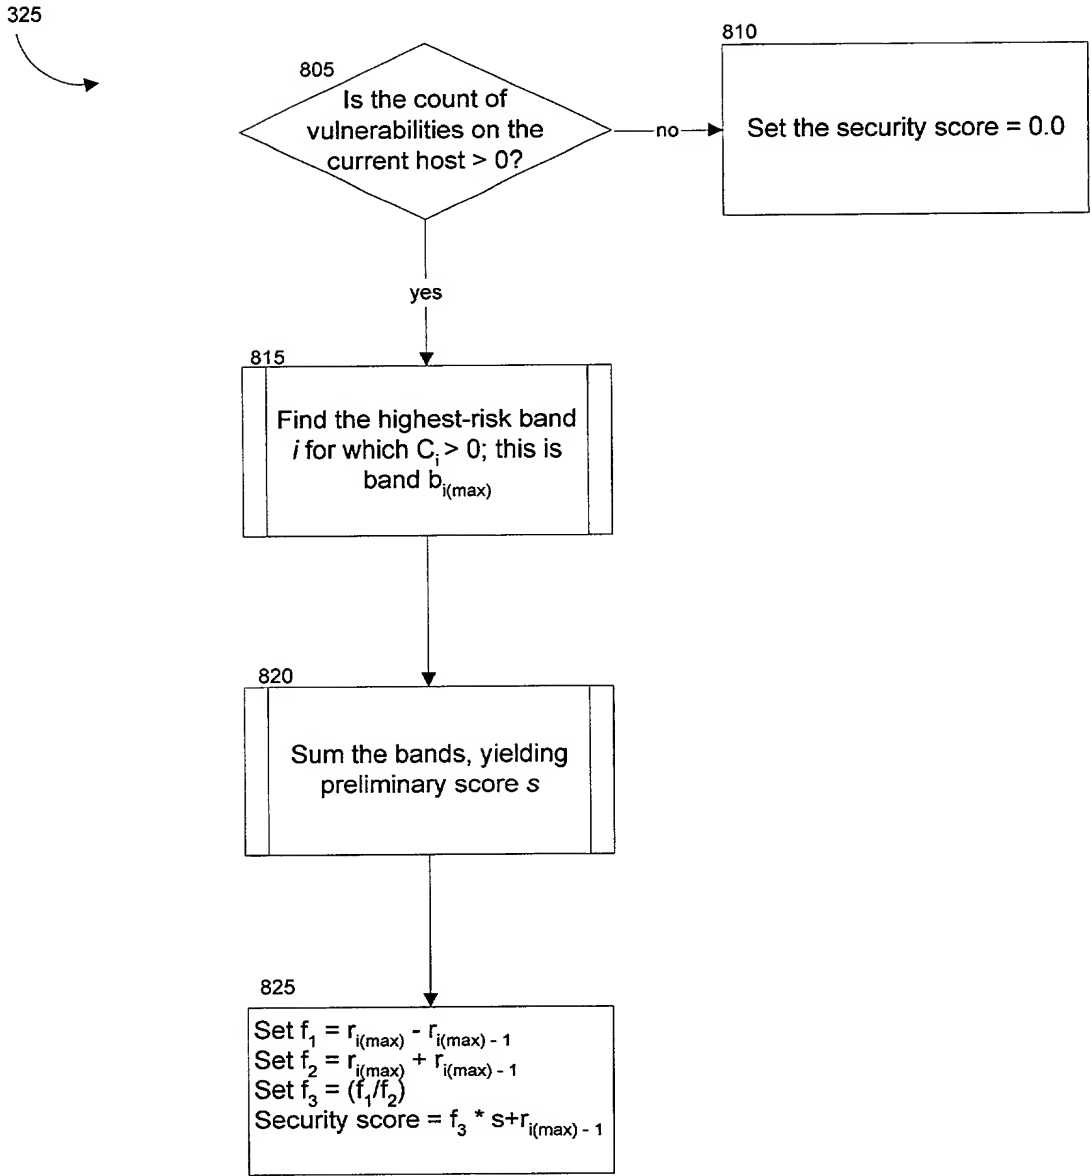 325
805
Is the count of
vulnerabilities on the
current host > 0?
no
810
Set the security score = 0.0
yes
815
Find the highest-risk band
i for which C_i > 0; this is
band b_i(max)
820
Sum the bands, yielding
preliminary score s
825
Set f_1 = r_i(max) - r_i(max) - 1
Set f_2 = r_i(max) + r_i(max) - 1
Set f_3 = (f_1/f_2)
Security score = f_3 * s+r_i(max) - 1